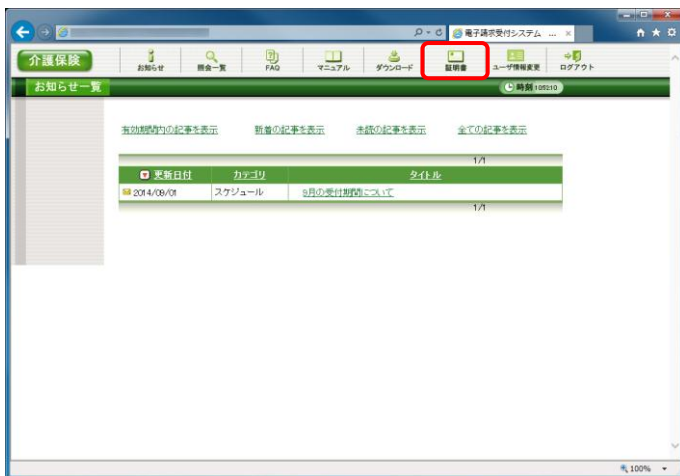 電子請求受付システム ...
介護保険
お知らせ 照会一覧 FAQ マニュアル ダウンロード 証明書 ユーザ情報変更 ログアウト
お知らせ一覧
有効期間内の記事を表示 新着の記事を表示 未読の記事を表示 全ての記事を表示
1/1
更新日付 カテゴリ タイトル
2014/09/01 スケジュール 9月の受付期間について
1/1
100%